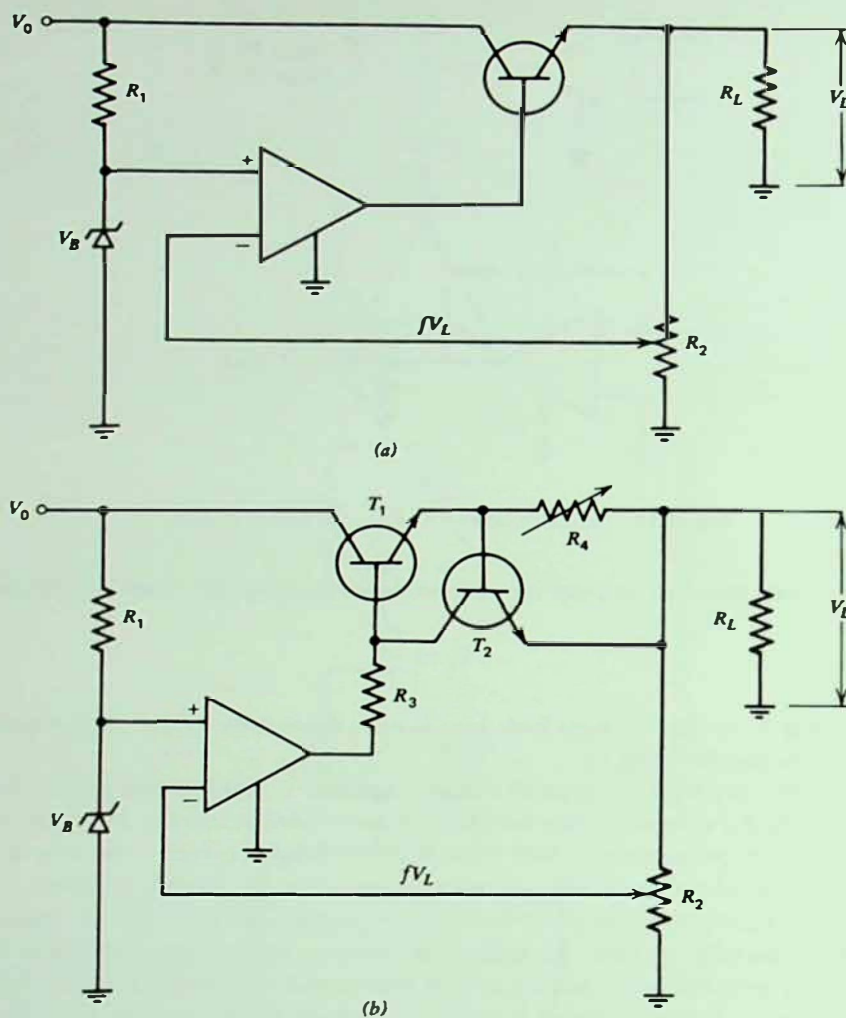 V₀
R₁
R_L
V_L
+
V_B
−
fV_L
R₂
(a)
V₀
T₁
R₄
R₁
T₂
R_L
V_L
R₃
+
V_B
−
fV_L
R₂
(b)